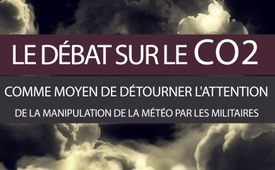 LE DÉBAT SUR LE CO2
COMME MOYEN DE DÉTOURNER L'ATTENTION
DE LA MANIPULATION DE LA MÉTÉO PAR LES MILITAIRES